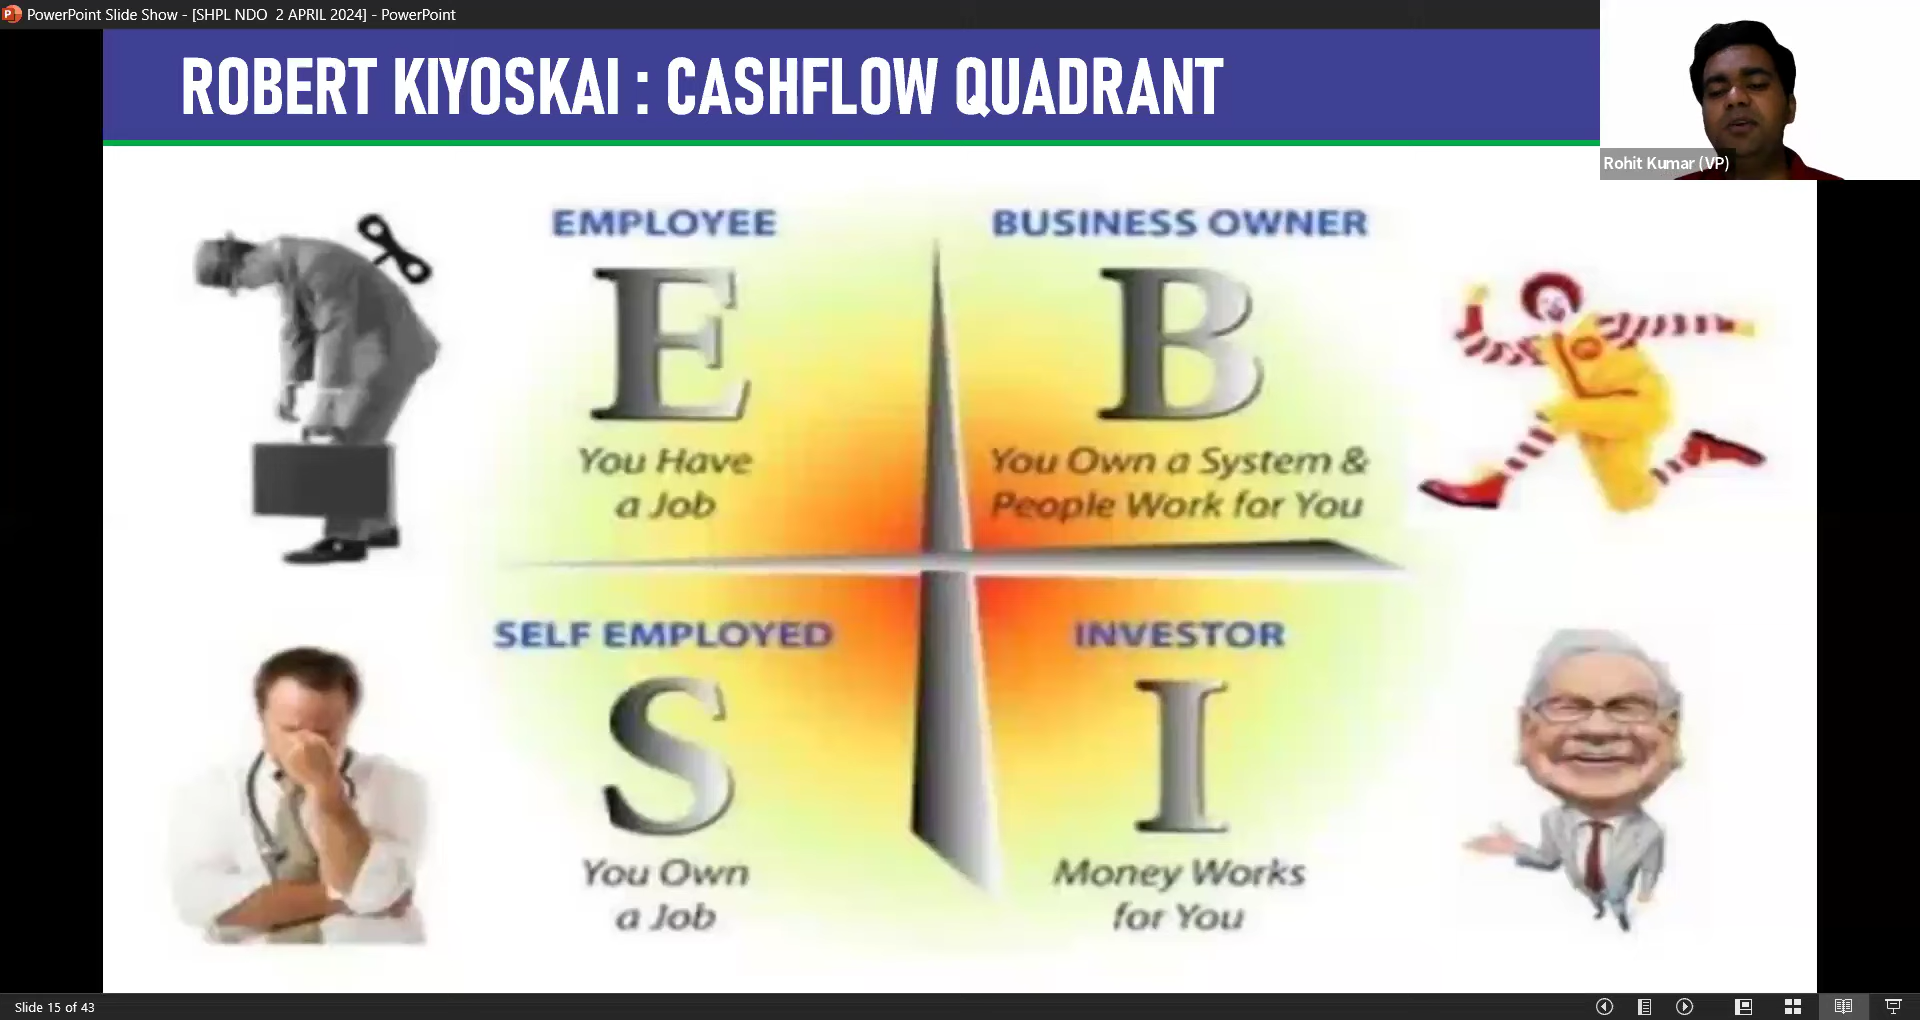 PowerPoint Slide Show - [SHPL NDO  2 APRIL 2024] - PowerPoint
ROBERT KIYOSKAI : CASHFLOW QUADRANT
Rohit Kumar (VP)
EMPLOYEE
E
You Have
a Job
BUSINESS OWNER
B
You Own a System &
People Work for You
SELF EMPLOYED
S
You Own
a Job
INVESTOR
I
Money Works
for You
Slide 15 of 43